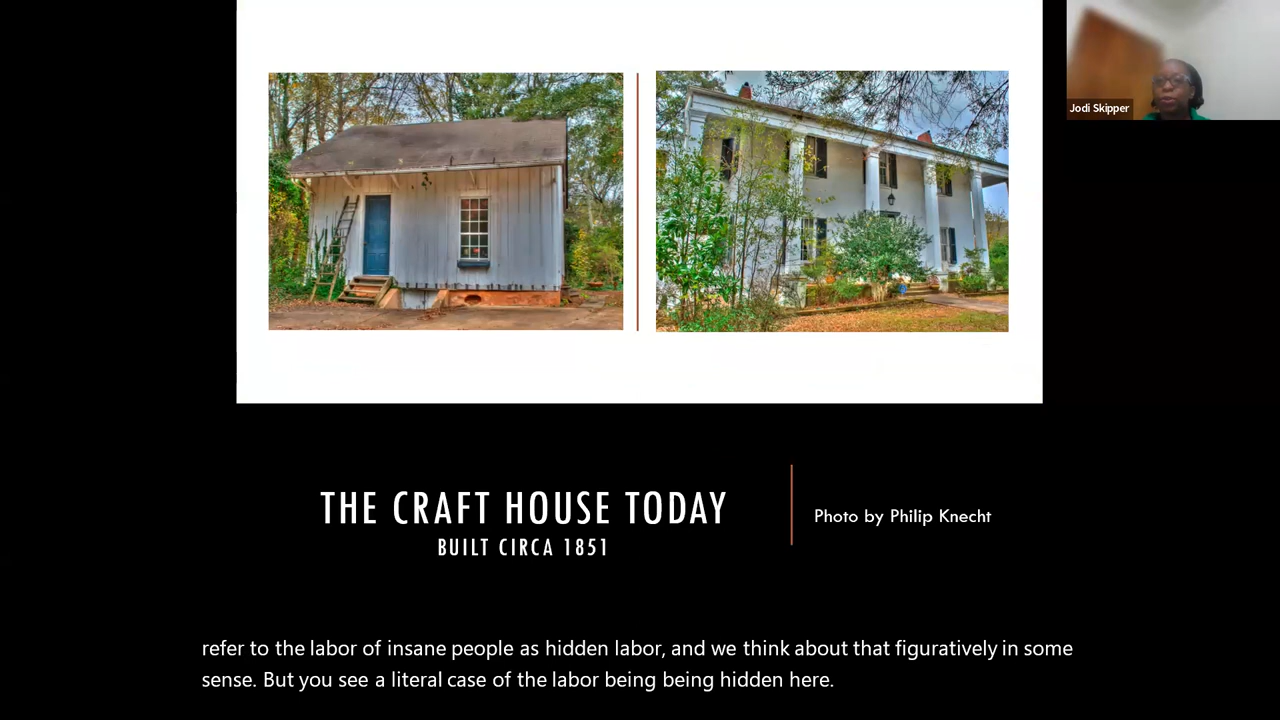 Jodi Skipper
THE CRAFT HOUSE TODAY
BUILT CIRCA 1851
Photo by Philip Knecht
refer to the labor of insane people as hidden labor, and we think about that figuratively in some
sense. But you see a literal case of the labor being being hidden here.